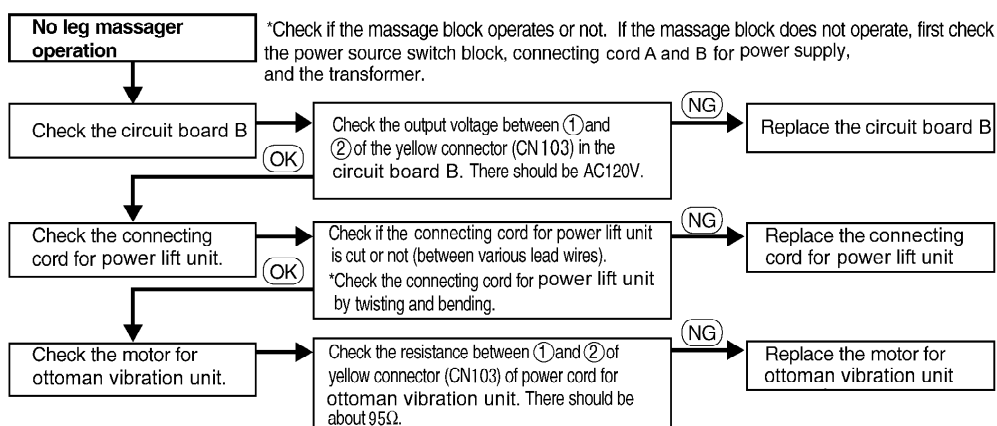 No leg massager
operation
*Check if the massage block operates or not. If the massage block does not operate, first check
the power source switch block, connecting cord A and B for power supply,
and the transformer.
Check the circuit board B
Check the output voltage between ① and
② of the yellow connector (CN103) in the
circuit board B. There should be AC120V.
NG
Replace the circuit board B
OK
Check the connecting
cord for power lift unit.
Check if the connecting cord for power lift unit
is cut or not (between various lead wires).
*Check the connecting cord for power lift unit
by twisting and bending.
NG
Replace the connecting
cord for power lift unit
OK
Check the motor for
ottoman vibration unit.
Check the resistance between ① and ② of
yellow connector (CN103) of power cord for
ottoman vibration unit. There should be
about 95Ω.
NG
Replace the motor for
ottoman vibration unit